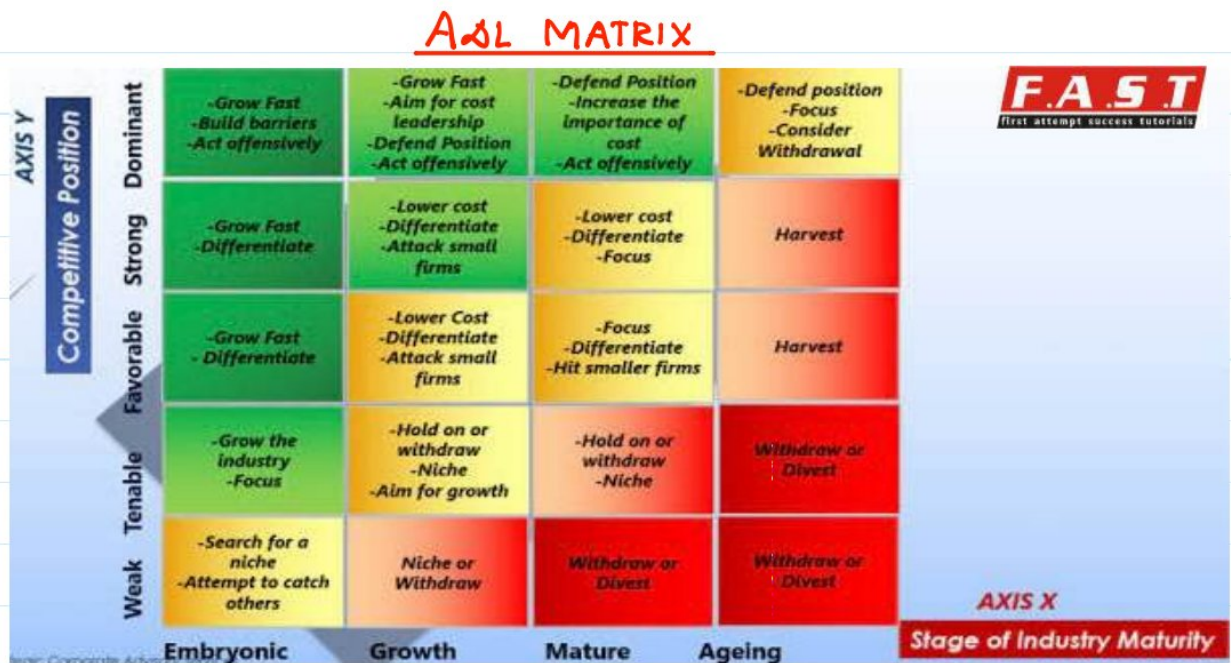 ADL MATRIX
F.A.S.T
first attempt success tutorials
AXIS Y
Competitive Position
Dominant
-Grow Fast
-Build barriers
-Act offensively
-Grow Fast
-Aim for cost
leadership
-Defend Position
-Act offensively
-Defend Position
-Increase the
importance of
cost
-Act offensively
-Defend position
-Focus
-Consider
Withdrawal
Strong
-Grow Fast
-Differentiate
-Lower cost
-Differentiate
-Attack small
firms
-Lower cost
-Differentiate
-Focus
Harvest
Favorable
-Grow Fast
- Differentiate
-Lower Cost
-Differentiate
-Attack small
firms
-Focus
-Differentiate
-Hit smaller firms
Harvest
Tenable
-Grow the
industry
-Focus
-Hold on or
withdraw
-Niche
-Aim for growth
-Hold on or
withdraw
-Niche
Withdraw or
Divest
Weak
-Search for a
niche
-Attempt to catch
others
Niche or
Withdraw
Withdraw or
Divest
Withdraw or
Divest
AXIS X
Stage of Industry Maturity
Embryonic
Growth
Mature
Ageing
Corporate